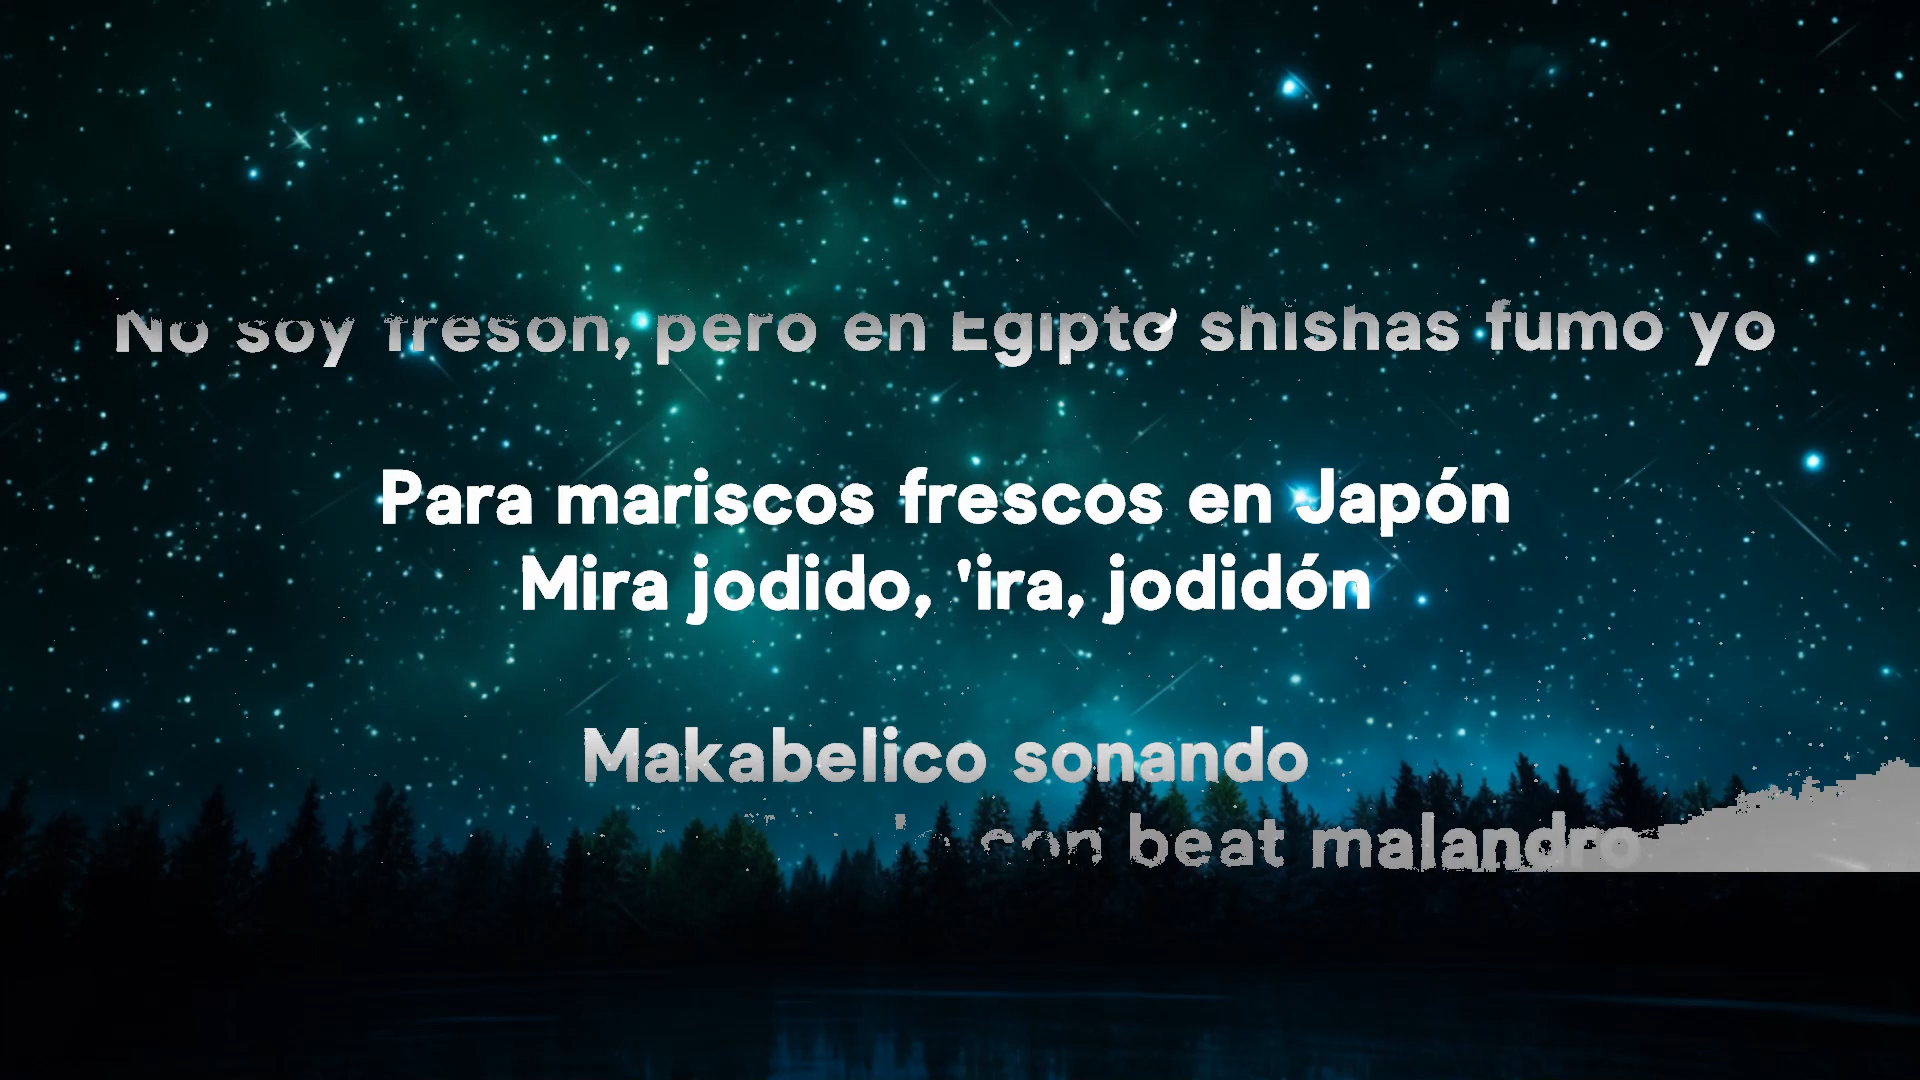 No soy freson, pero en Egipto shishas fumo yo
Para mariscos frescos en Japón
Mira jodido, 'ira, jodidón
Makabelico sonando
con beat malandro